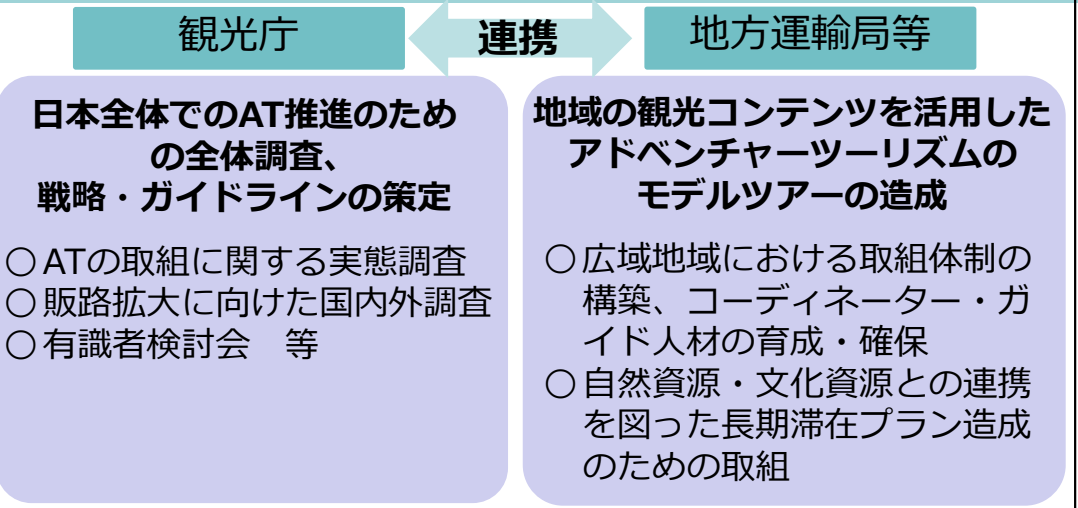 観光庁
連携
地方運輸局等
日本全体でのAT推進のため
の全体調査、
戦略・ガイドラインの策定
○ATの取組に関する実態調査
○販路拡大に向けた国内外調査
○有識者検討会　等
地域の観光コンテンツを活用した
アドベンチャーツーリズムの
モデルツアーの造成
○広域地域における取組体制の
構築、コーディネーター・ガ
イド人材の育成・確保
○自然資源・文化資源との連携
を図った長期滞在プラン造成
のための取組